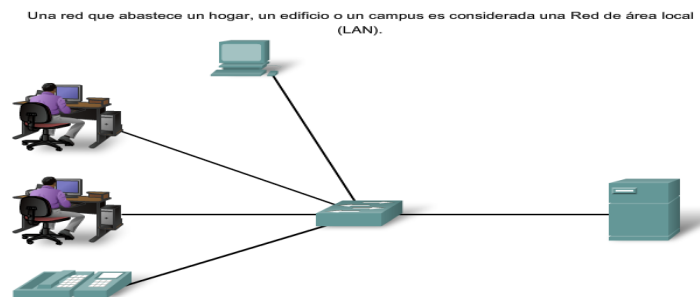 Una red que abastece un hogar, un edificio o un campus es considerada una Red de área local
(LAN).